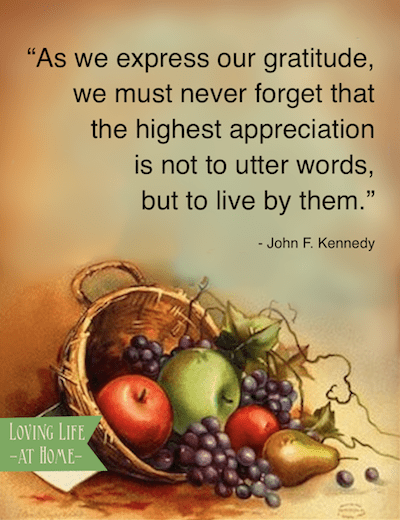 “As we express our gratitude,
we must never forget that
the highest appreciation
is not to utter words,
but to live by them.”
- John F. Kennedy
LOVING LIFE
-AT HOME-